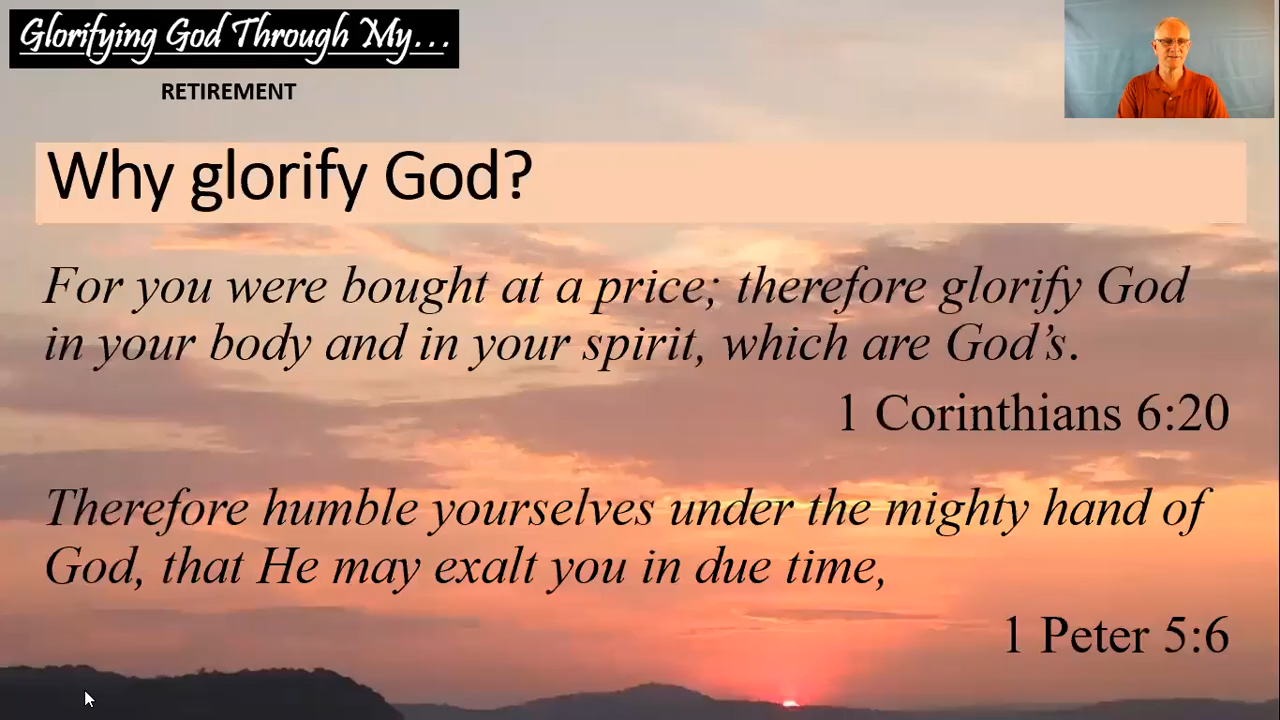 Glorifying God Through My...
RETIREMENT
Why glorify God?
For you were bought at a price; therefore glorify God
in your body and in your spirit, which are God’s.
1 Corinthians 6:20
Therefore humble yourselves under the mighty hand of
God, that He may exalt you in due time,
1 Peter 5:6